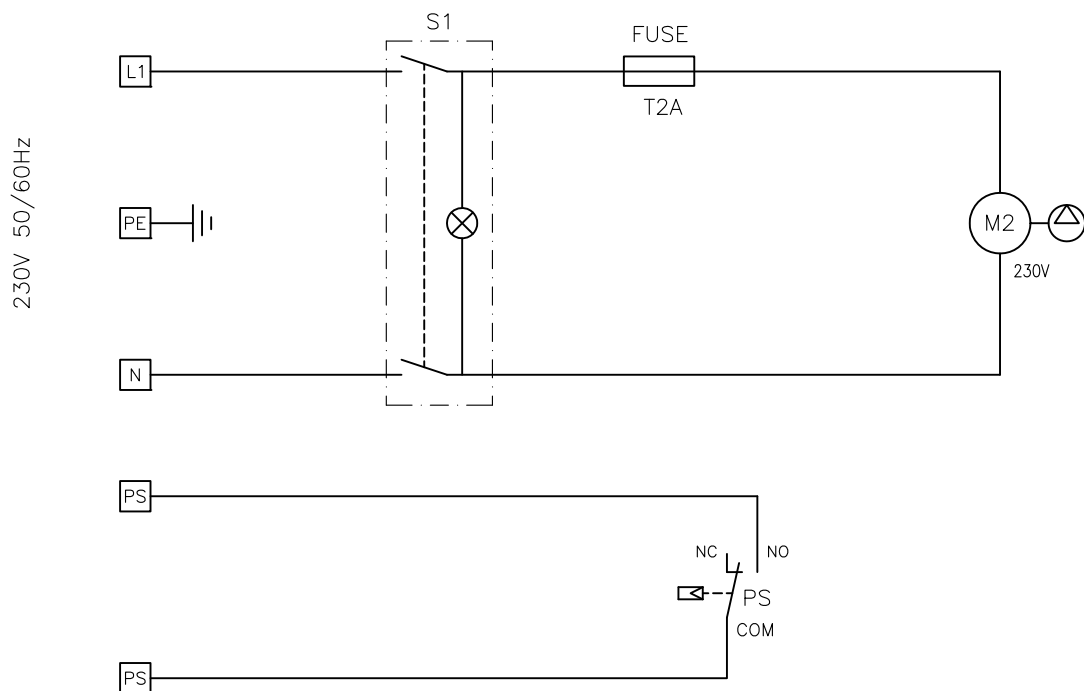 S1
FUSE
L1
T2A
230V 50/60Hz
PE
M2
230V
N
PS
NC
NO
PS
COM
PS